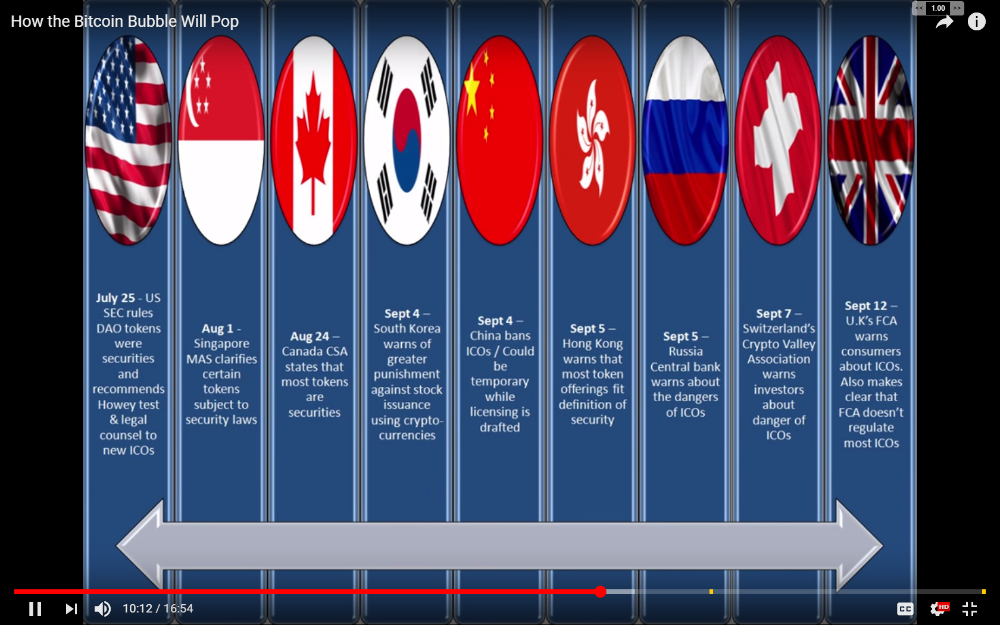 How the Bitcoin Bubble Will Pop
<< 1.00 >>
i
July 25 - US
SEC rules
DAO tokens
were
securities
and
recommends
Howey test
& legal
counsel to
new ICOs
Aug 1 -
Singapore
MAS clarifies
certain
tokens
subject to
security laws
Aug 24 –
Canada CSA
states that
most tokens
are
securities
Sept 4 –
South Korea
warns of
greater
punishment
against stock
issuance
using crypto-
currencies
Sept 4 –
China bans
ICOs / Could
be
temporary
while
licensing is
drafted
Sept 5 –
Hong Kong
warns that
most token
offerings fit
definition of
security
Sept 5 –
Russia
Central bank
warns about
the dangers
of ICOs
Sept 7 –
Switzerland’s
Crypto Valley
Association
warns
investors
about
danger of
ICOs
Sept 12 –
U.K’s FCA
warns
consumers
about ICOs.
Also makes
clear that
FCA doesn’t
regulate
most ICOs
10:12 / 16:54
CC
HD